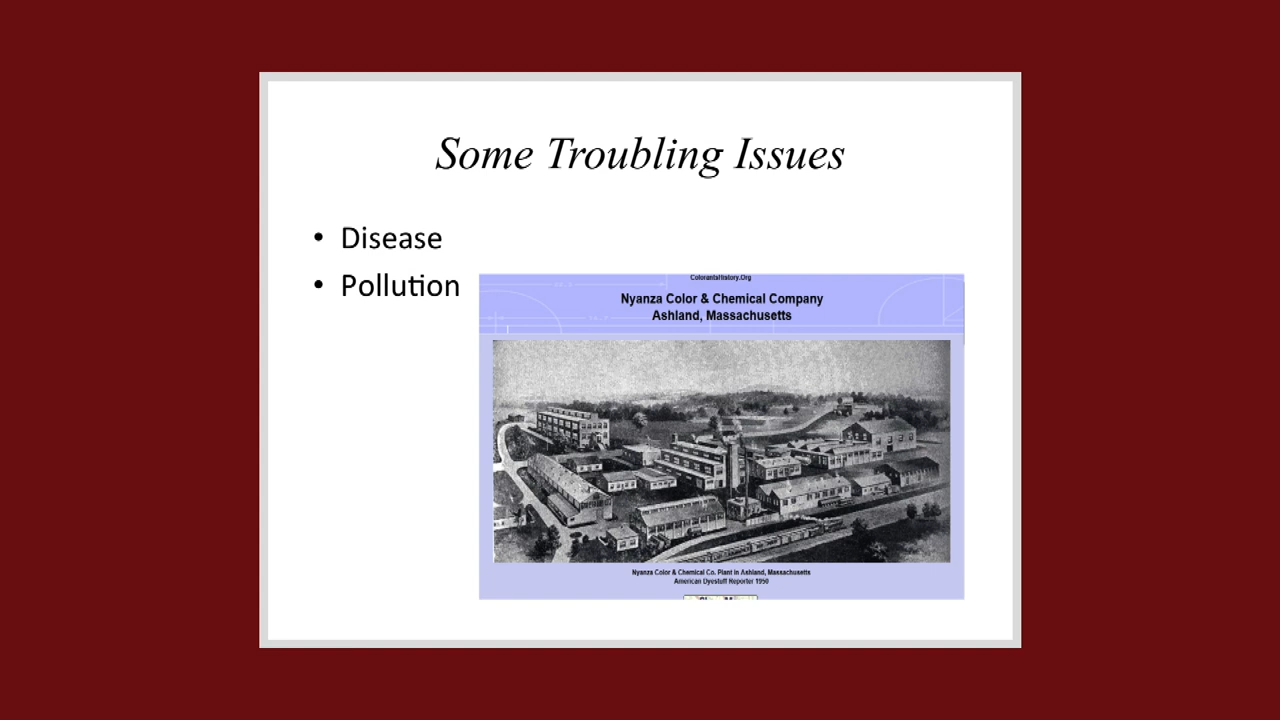 Some Troubling Issues
• Disease
• Pollution
ColorantsHistory.Org
Nyanza Color & Chemical Company
Ashland, Massachusetts
Nyanza Color & Chemical Co. Plant in Ashland, Massachusetts
American Dyestuff Reporter 1950